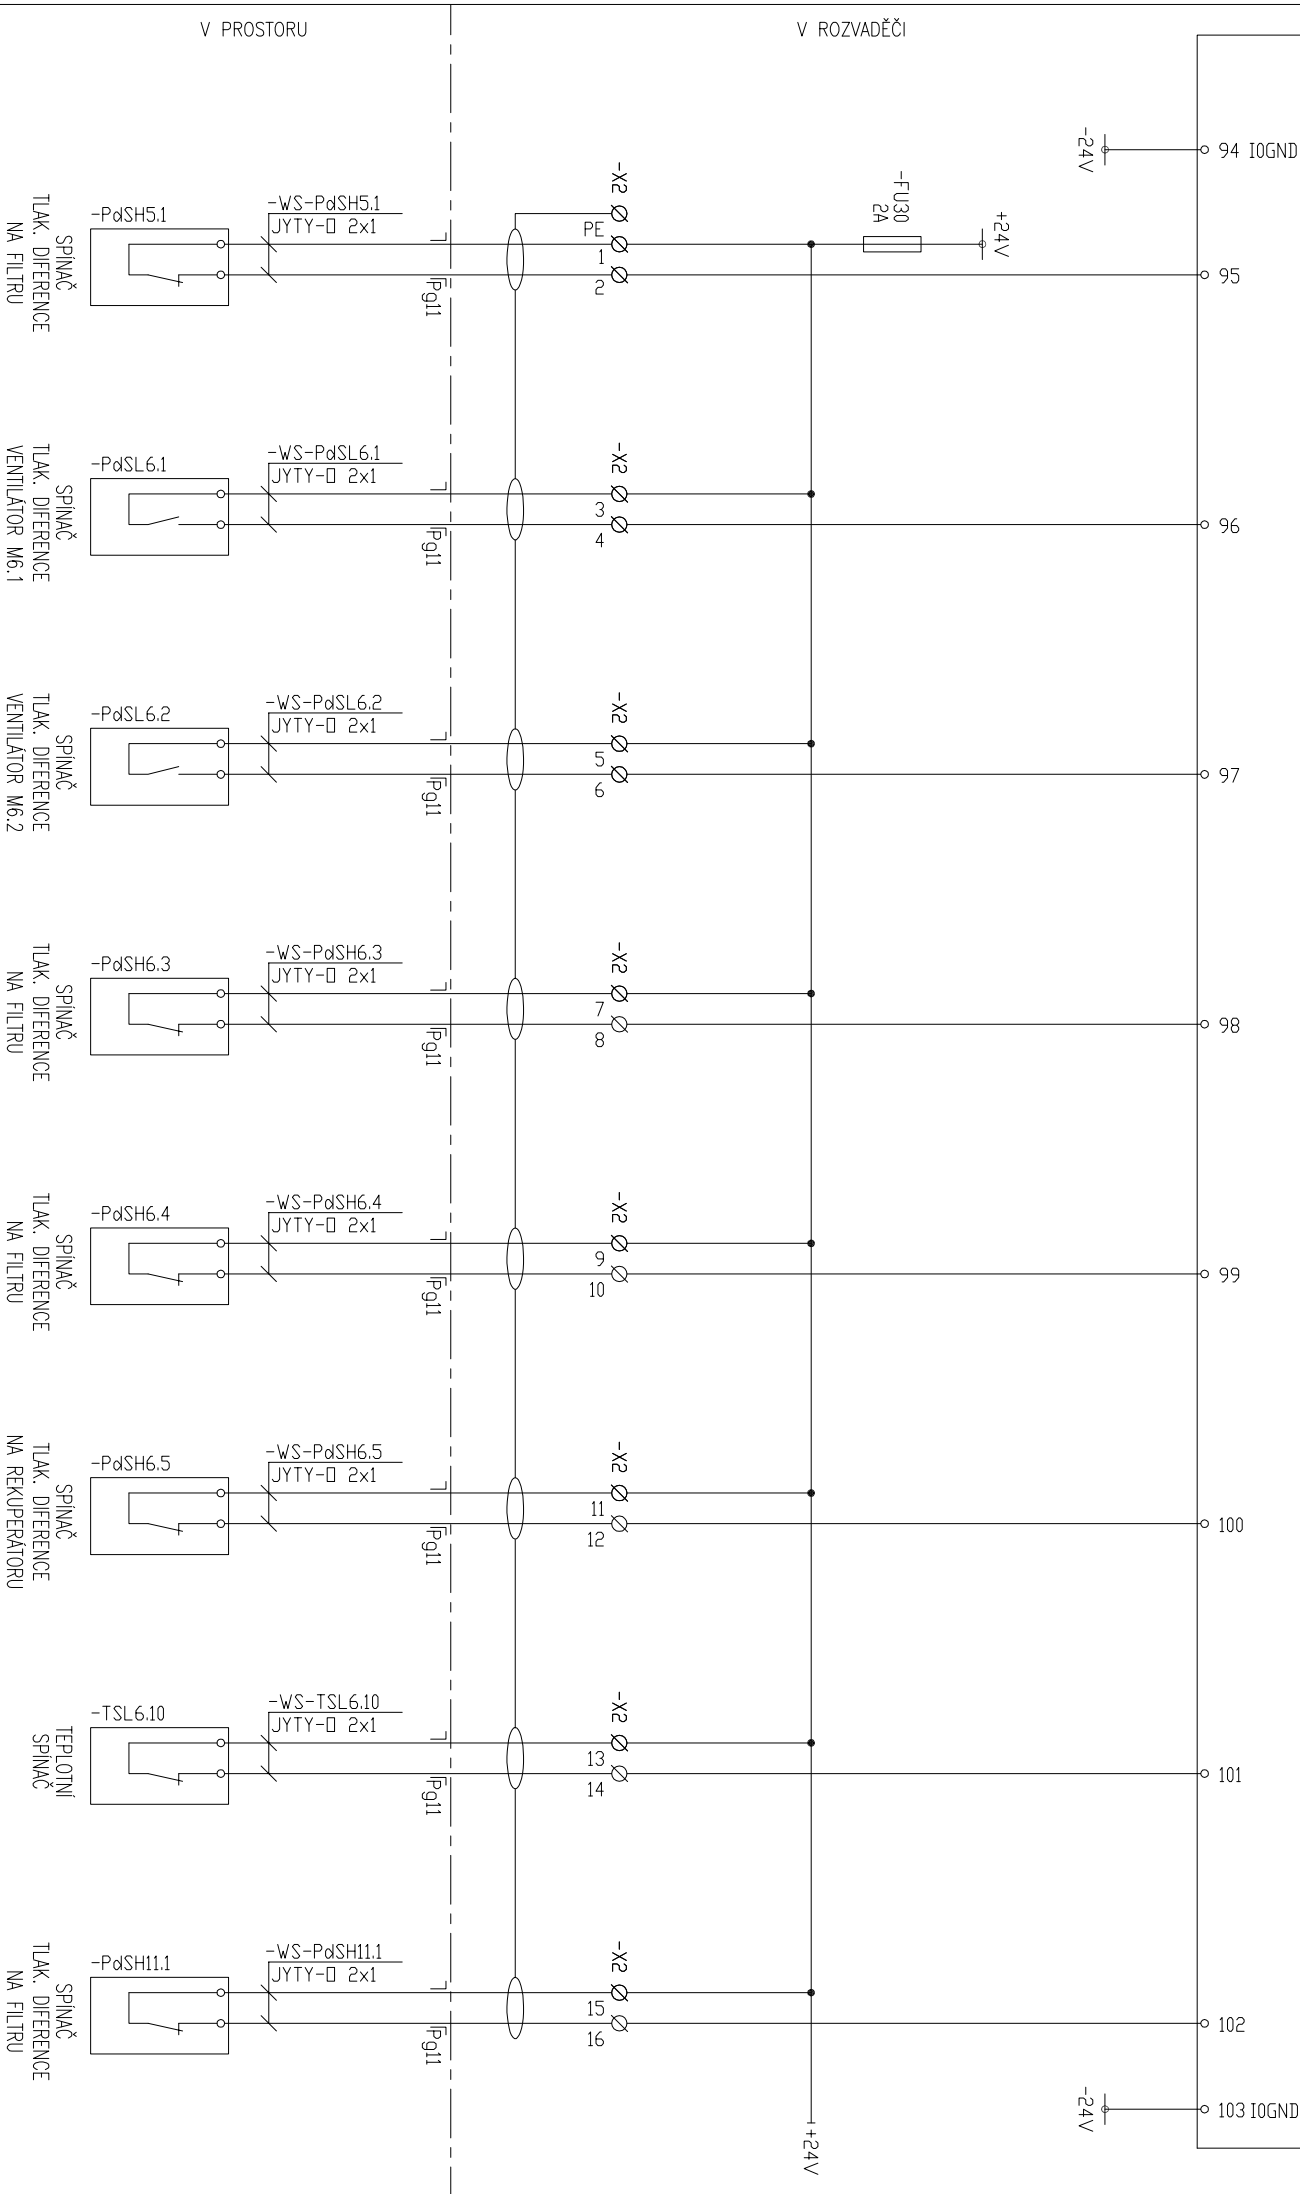 V PROSTORU
V ROZVADĚČI
-24V
94 IOGND
-FU30
2A
+24V
-X2
PE
1
2
95
-WS-PdSH5.1
JYTY-O 2x1
Pg11
-PdSH5.1
SPÍNAČ
TLAK. DIFERENCE
NA FILTRU
-X2
3
4
96
-WS-PdSL6.1
JYTY-O 2x1
Pg11
-PdSL6.1
SPÍNAČ
TLAK. DIFERENCE
VENTILÁTOR M6.1
-X2
5
6
97
-WS-PdSL6.2
JYTY-O 2x1
Pg11
-PdSL6.2
SPÍNAČ
TLAK. DIFERENCE
VENTILÁTOR M6.2
-X2
7
8
98
-WS-PdSH6.3
JYTY-O 2x1
Pg11
-PdSH6.3
SPÍNAČ
TLAK. DIFERENCE
NA FILTRU
-X2
9
10
99
-WS-PdSH6.4
JYTY-O 2x1
Pg11
-PdSH6.4
SPÍNAČ
TLAK. DIFERENCE
NA FILTRU
-X2
11
12
100
-WS-PdSH6.5
JYTY-O 2x1
Pg11
-PdSH6.5
SPÍNAČ
TLAK. DIFERENCE
NA REKUPERÁTORU
-X2
13
14
101
-WS-TSL6.10
JYTY-O 2x1
Pg11
-TSL6.10
TEPLOTNÍ
SPÍNAČ
-X2
15
16
102
-WS-PdSH11.1
JYTY-O 2x1
Pg11
-PdSH11.1
SPÍNAČ
TLAK. DIFERENCE
NA FILTRU
-24V
103 IOGND
+24V